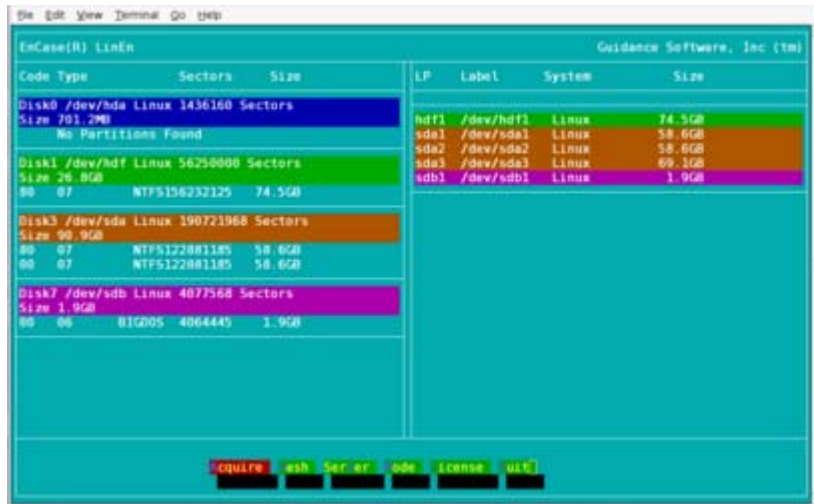 File Edit View Terminal Go Help
EnCase(R) LinEn Guidance Software, Inc (tm)
Code Type Sectors Size
LP Label System Size
Disk0 /dev/hda Linux 1436160 Sectors
Size 701.2MB
No Partitions Found
Disk1 /dev/hdf Linux 56250000 Sectors
Size 26.8GB
80 07 NTFS156232125 74.5GB
Disk3 /dev/sda Linux 190721968 Sectors
Size 90.9GB
80 07 NTFS122881185 58.6GB
00 07 NTFS122881185 58.6GB
Disk7 /dev/sdb Linux 4077568 Sectors
Size 1.9GB
00 06 BIGDOS 4064445 1.9GB
hdf1 /dev/hdf1 Linux 74.5GB
sda1 /dev/sda1 Linux 58.6GB
sda2 /dev/sda2 Linux 58.6GB
sda3 /dev/sda3 Linux 69.1GB
sdb1 /dev/sdb1 Linux 1.9GB
cquire ash Ser er ode icense uit